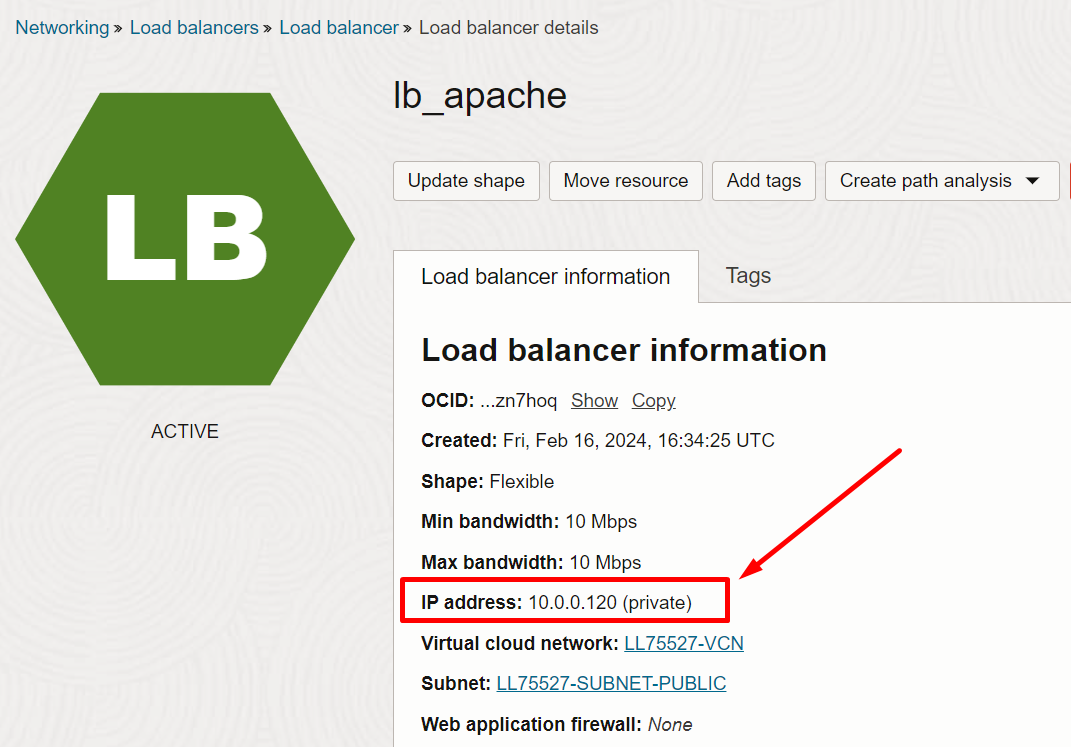 Networking » Load balancers » Load balancer » Load balancer details
lb_apache
LB
Update shape Move resource Add tags Create path analysis
Load balancer information Tags
Load balancer information
OCID: ...zn7hoq Show Copy
ACTIVE
Created: Fri, Feb 16, 2024, 16:34:25 UTC
Shape: Flexible
Min bandwidth: 10 Mbps
Max bandwidth: 10 Mbps
IP address: 10.0.0.120 (private)
Virtual cloud network: LL75527-VCN
Subnet: LL75527-SUBNET-PUBLIC
Web application firewall: None